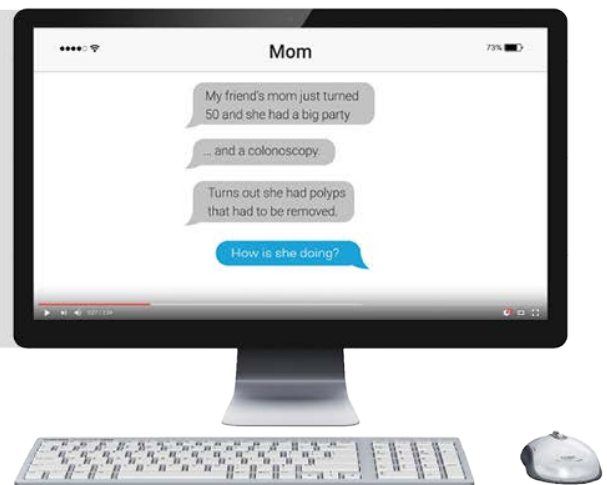 Mom
73%
My friend's mom just turned
50 and she had a big party
... and a colonoscopy.
Turns out she had polyps
that had to be removed.
How is she doing?